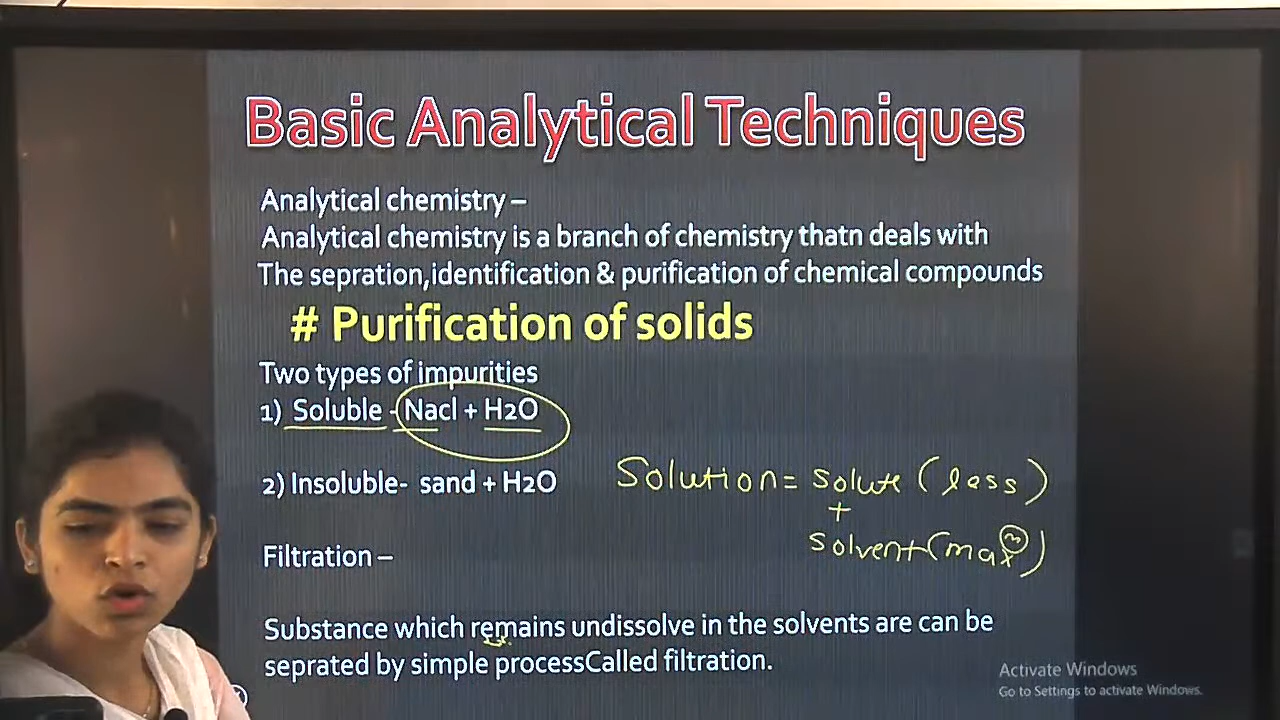 Basic Analytical Techniques
Analytical chemistry –
Analytical chemistry is a branch of chemistry thatn deals with
The sepration,identification & purification of chemical compounds
# Purification of solids
Two types of impurities
1) Soluble - Nacl + H2O
2) Insoluble- sand + H2O
Solution = solute (less)
+
solvent (max)
Filtration –
Substance which remains undissolve in the solvents are can be
seprated by simple processCalled filtration.
Activate Windows
Go to Settings to activate Windows.